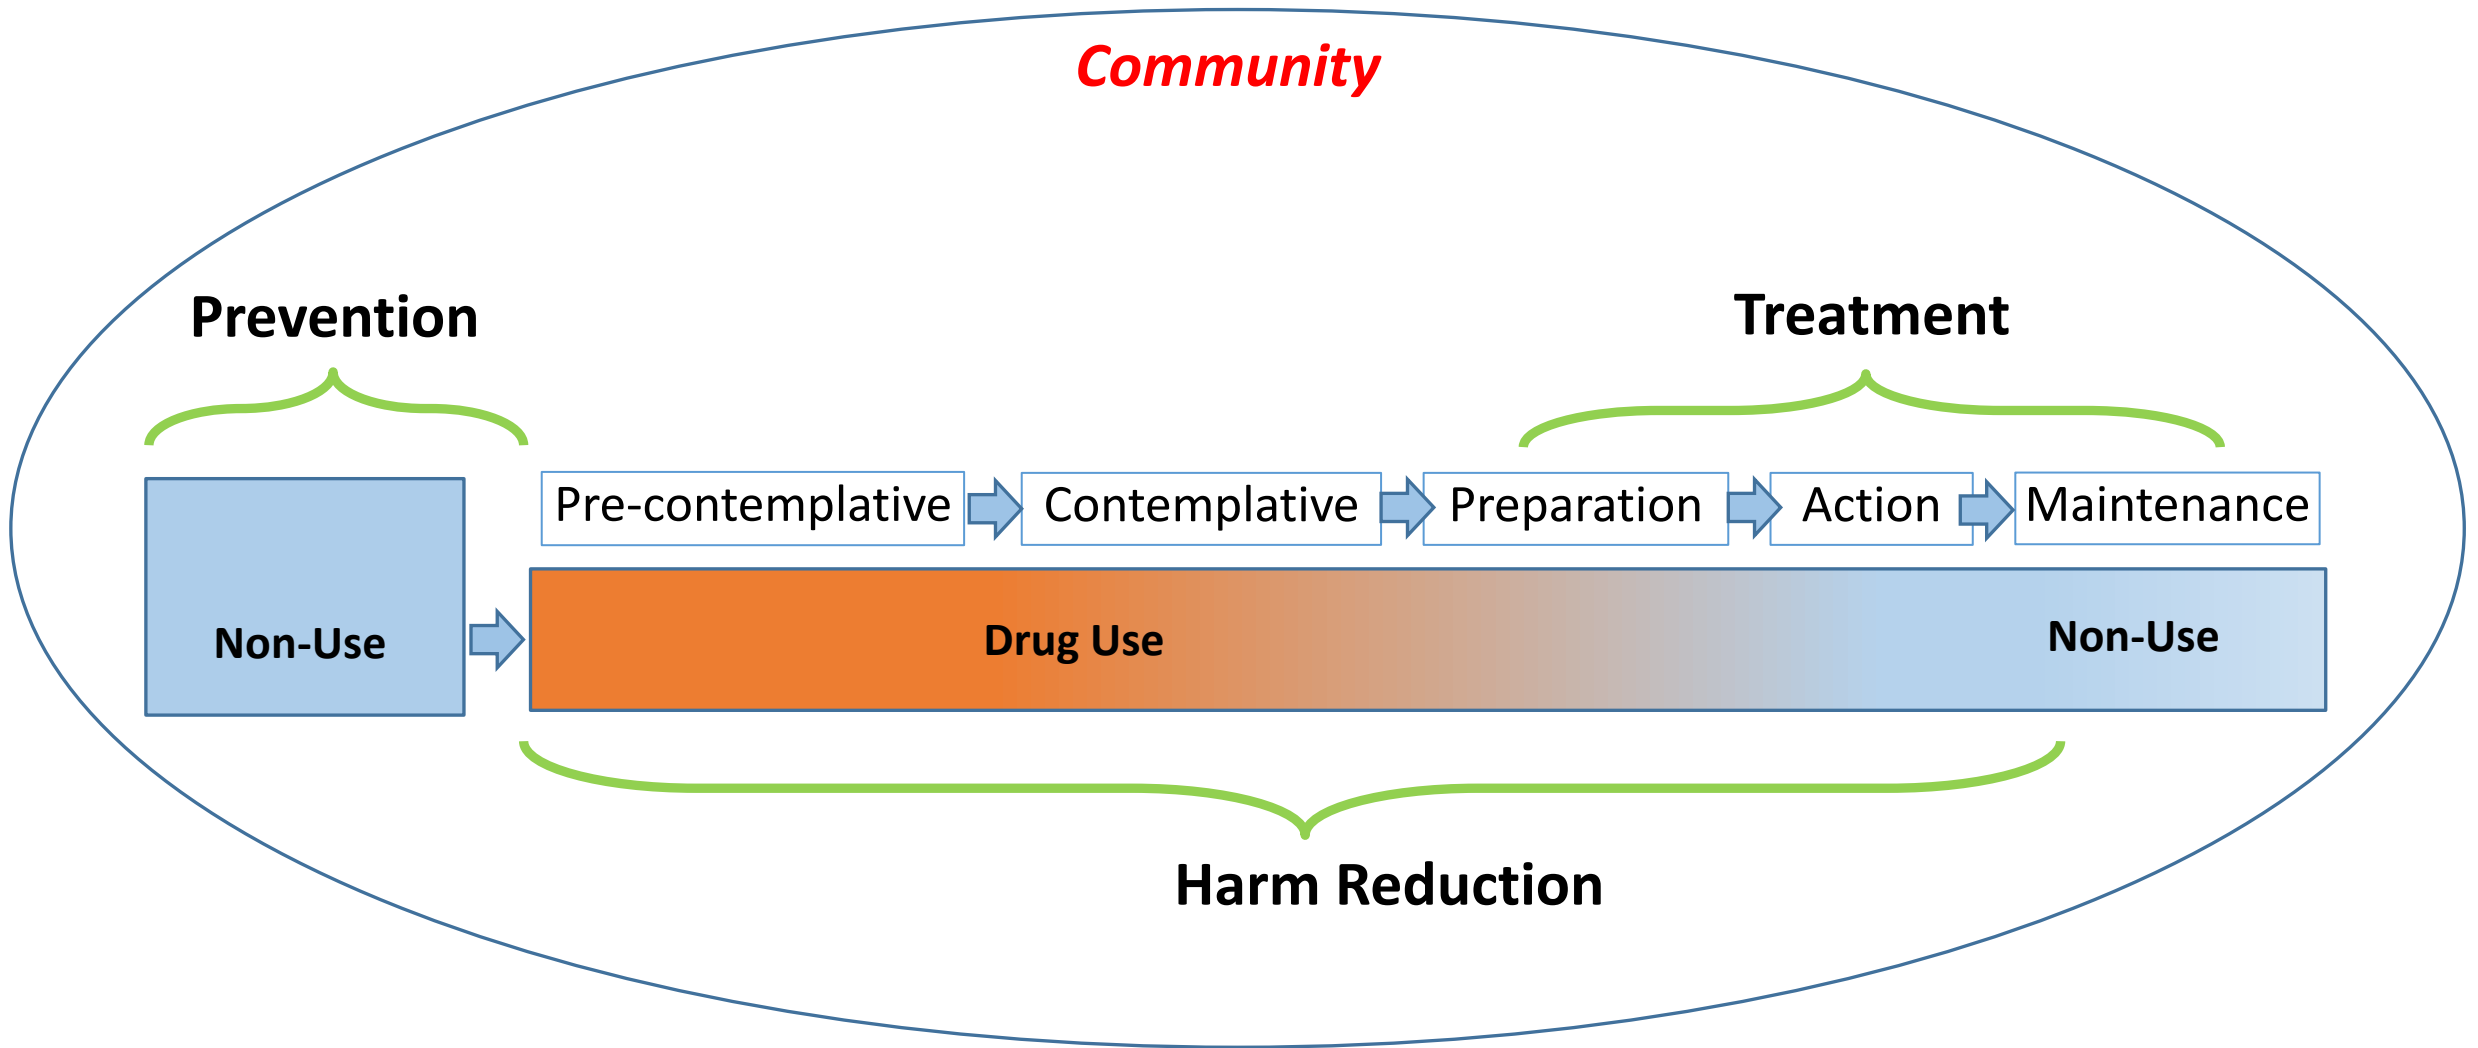 Community
Prevention
Treatment
Pre-contemplative
Contemplative
Preparation
Action
Maintenance
Non-Use
Drug Use
Non-Use
Harm Reduction